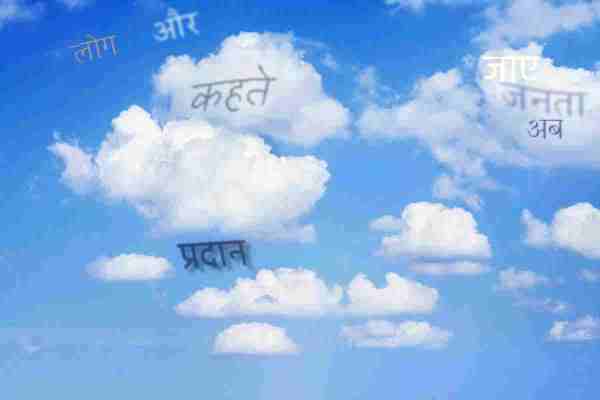 लोग
और
कहते
जाए
जनता
अब
प्रदान